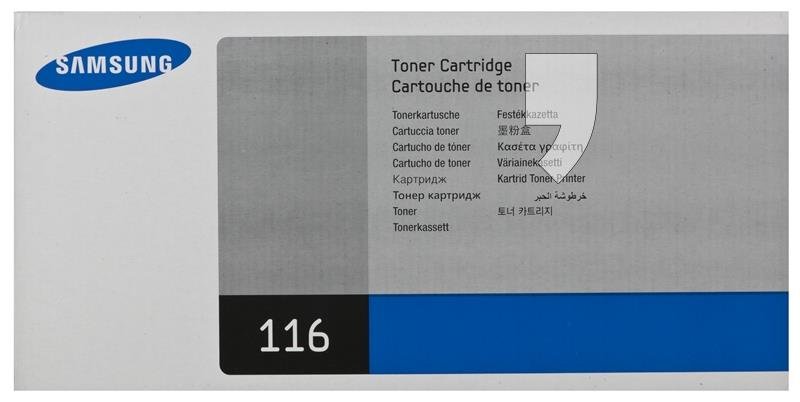 SAMSUNG
Toner Cartridge
Cartouche de toner
Tonerkartusche
Cartuccia toner
Cartucho de tóner
Cartucho de toner
Картридж
Тонер картридж
Toner
Tonerkassett
Festékkazetta
墨粉盒
Κασέτα γραφίτη
Väriainekasetti
Kartrid Toner Printer
خرطوشة الحبر
토너 카트리지
116